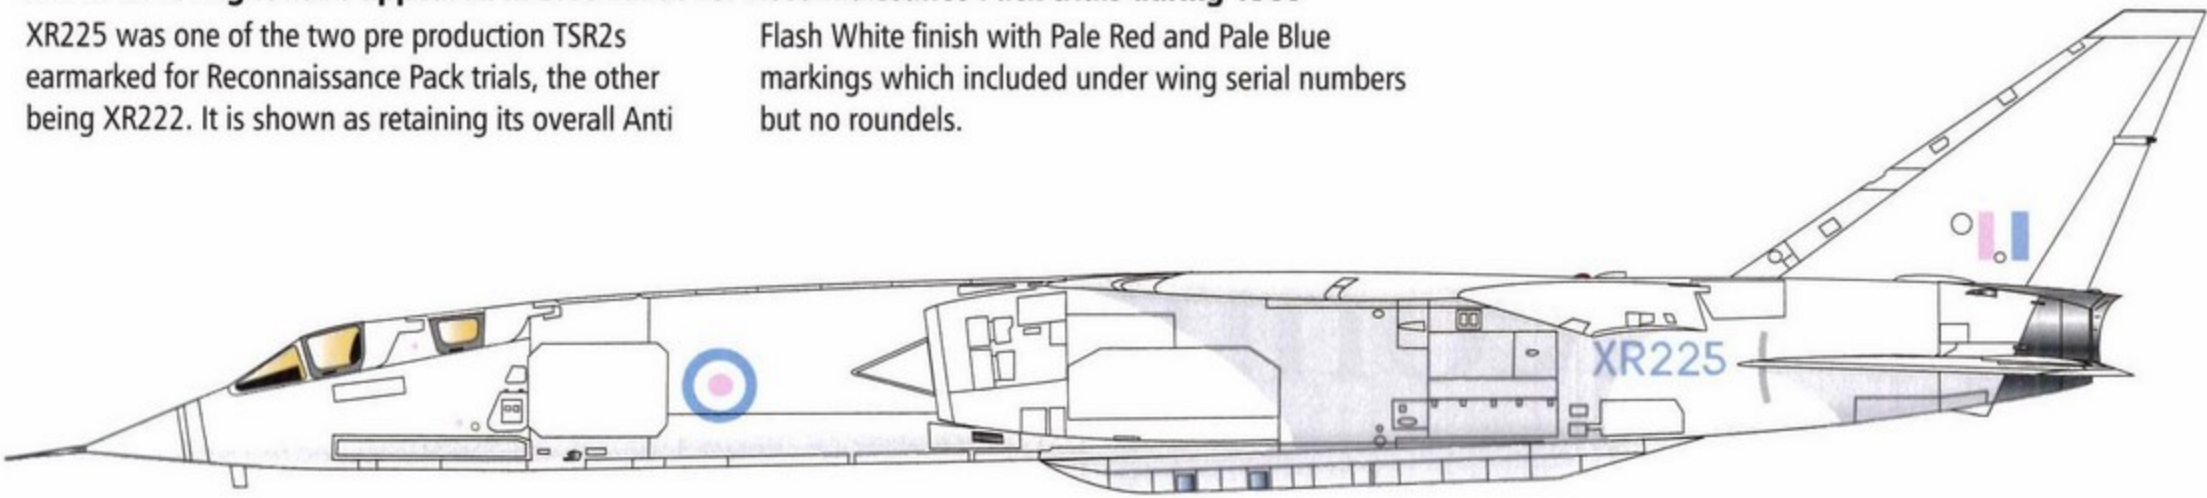 XR225 was one of the two pre production TSR2s
earmarked for Reconnaissance Pack trials, the other
being XR222. It is shown as retaining its overall Anti
Flash White finish with Pale Red and Pale Blue
markings which included under wing serial numbers
but no roundels.
XR225